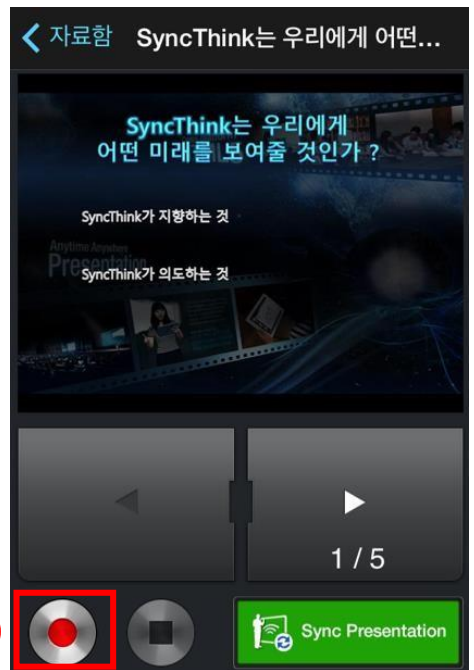 자료함 SyncThink는 우리에게 어떤...
SyncThink는 우리에게
어떤 미래를 보여줄 것인가 ?
SyncThink가 지향하는 것
Anytime Anywhere
Presentation
SyncThink가 의도하는 것
1 / 5
Sync Presentation